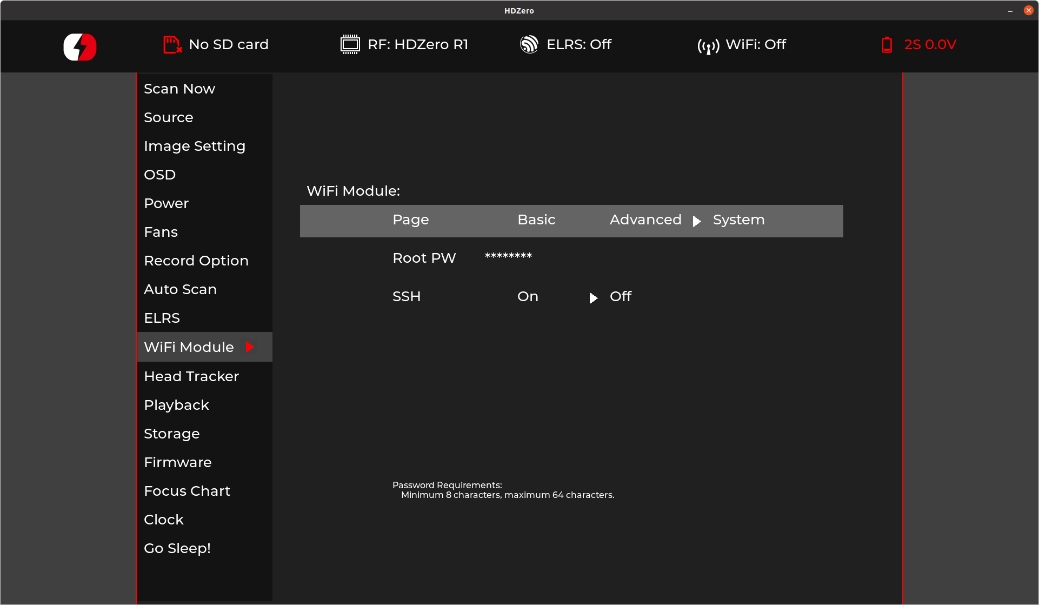 HDZero
No SD card
RF: HDZero R1
ELRS: Off
WiFi: Off
2S 0.0V
Scan Now
Source
Image Setting
OSD
Power
Fans
Record Option
Auto Scan
ELRS
WiFi Module
Head Tracker
Playback
Storage
Firmware
Focus Chart
Clock
Go Sleep!
WiFi Module:
Page Basic Advanced System
Root PW ********
SSH On Off
Password Requirements:
Minimum 8 characters, maximum 64 characters.